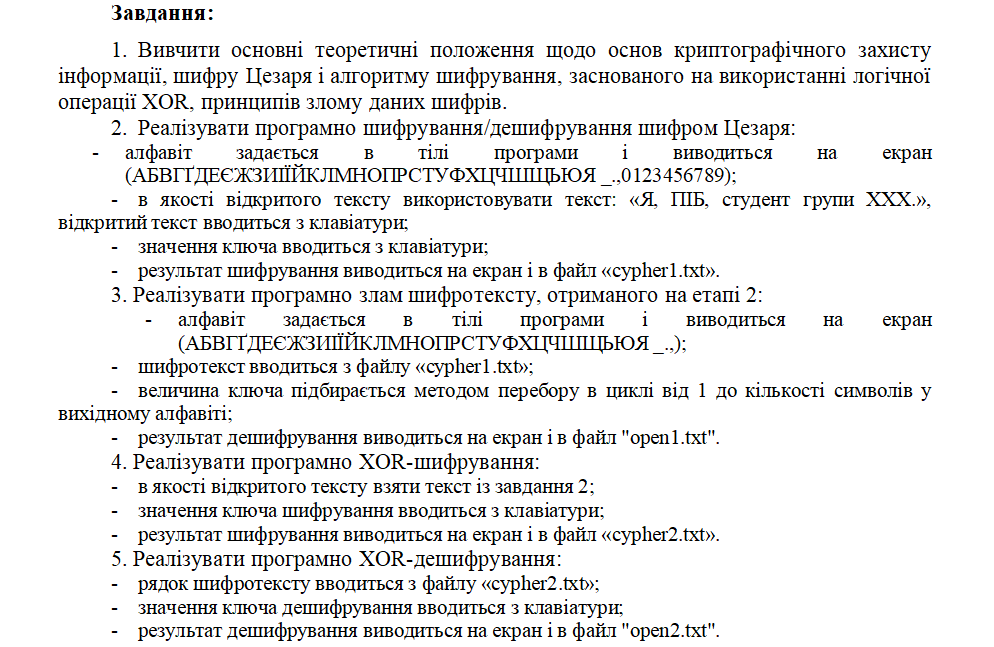 Завдання:
1. Вивчити основні теоретичні положення щодо основ криптографічного захисту
інформації, шифру Цезаря і алгоритму шифрування, заснованого на використанні логічної
операції XOR, принципів злому даних шифрів.
2. Реалізувати програмно шифрування/дешифрування шифром Цезаря:
- алфавіт задається в тілі програми і виводиться на екран
(АБВГҐДЕЄЖЗИІЇЙКЛМНОПРСТУФХЦЧШЩЬЮЯ _.,0123456789);
- в якості відкритого тексту використовувати текст: «Я, ПІБ, студент групи ХХХ.»,
відкритий текст вводиться з клавіатури;
- значення ключа вводиться з клавіатури;
- результат шифрування виводиться на екран і в файл «cypher1.txt».
3. Реалізувати програмно злам шифротексту, отриманого на етапі 2:
- алфавіт задається в тілі програми і виводиться на екран
(АБВГҐДЕЄЖЗИІЇЙКЛМНОПРСТУФХЦЧШЩЬЮЯ _.,);
- шифротекст вводиться з файлу «cypher1.txt»;
- величина ключа підбирається методом перебору в циклі від 1 до кількості символів у
вихідному алфавіті;
- результат дешифрування виводиться на екран і в файл "open1.txt".
4. Реалізувати програмно XOR-шифрування:
- в якості відкритого тексту взяти текст із завдання 2;
- значення ключа шифрування вводиться з клавіатури;
- результат шифрування виводиться на екран і в файл «cypher2.txt».
5. Реалізувати програмно XOR-дешифрування:
- рядок шифротексту вводиться з файлу «cypher2.txt»;
- значення ключа дешифрування вводиться з клавіатури;
- результат дешифрування виводиться на екран і в файл "open2.txt".